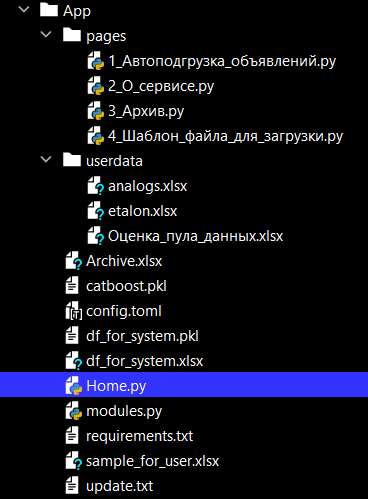 App
pages
1_Автоподгрузка_объявлений.py
2_О_сервисе.py
3_Архив.py
4_Шаблон_файла_для_загрузки.py
userdata
analogs.xlsx
etalon.xlsx
Оценка_пула_данных.xlsx
Archive.xlsx
catboost.pkl
config.toml
df_for_system.pkl
df_for_system.xlsx
Home.py
modules.py
requirements.txt
sample_for_user.xlsx
update.txt